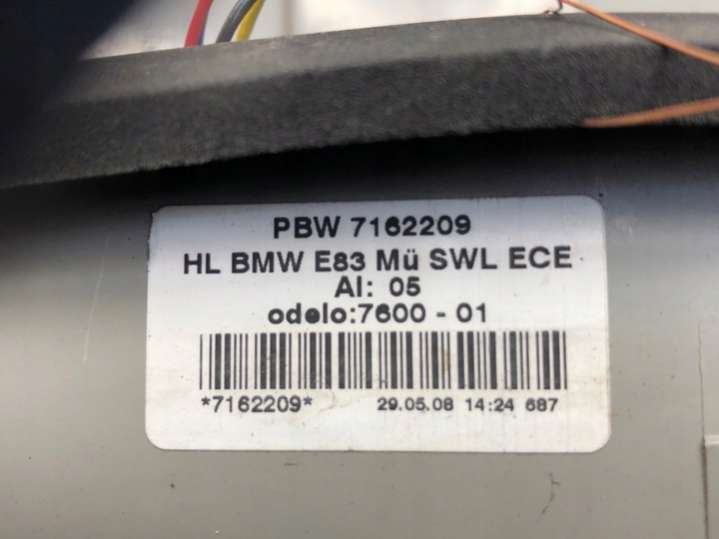 PBW 7162209
HL BMW E83 Mü SWL ECE
AI: 05
odelo:7600 - 01
*7162209* 29.05.08 14:24 687